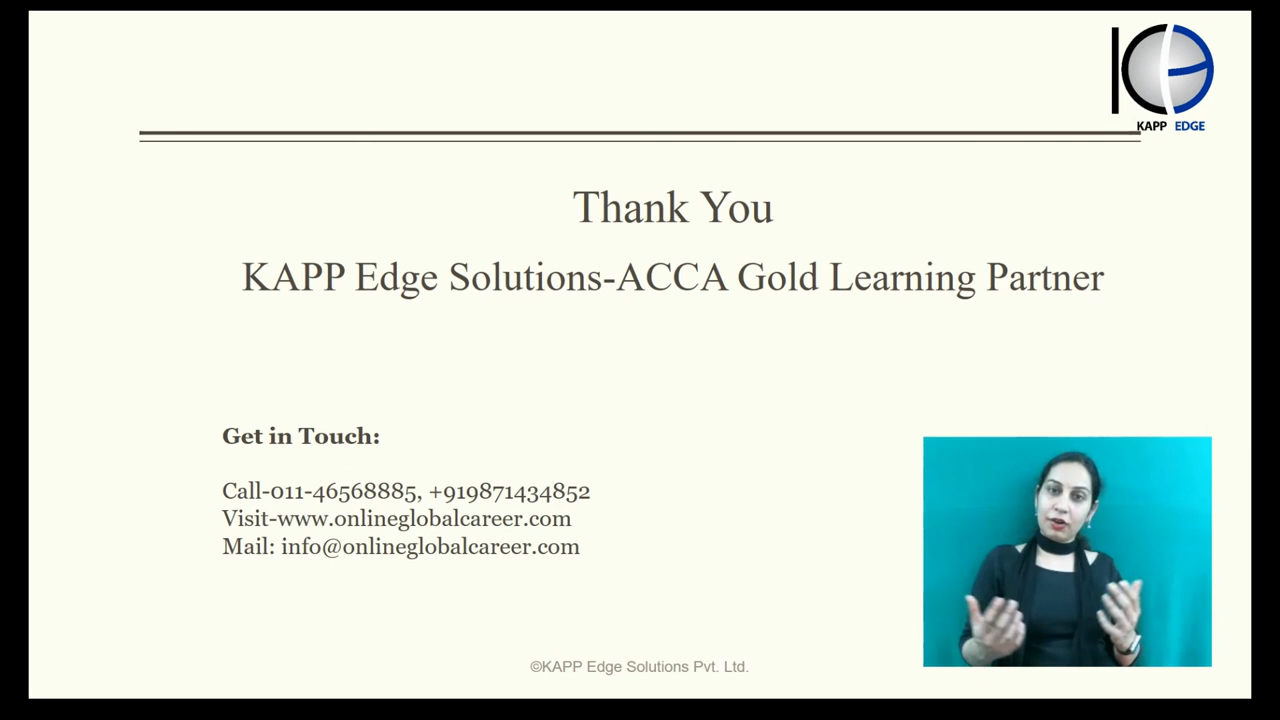 KAPP EDGE
Thank You
KAPP Edge Solutions-ACCA Gold Learning Partner
Get in Touch:
Call-011-46568885, +919871434852
Visit-www.onlineglobalcareer.com
Mail: info@onlineglobalcareer.com
©KAPP Edge Solutions Pvt. Ltd.